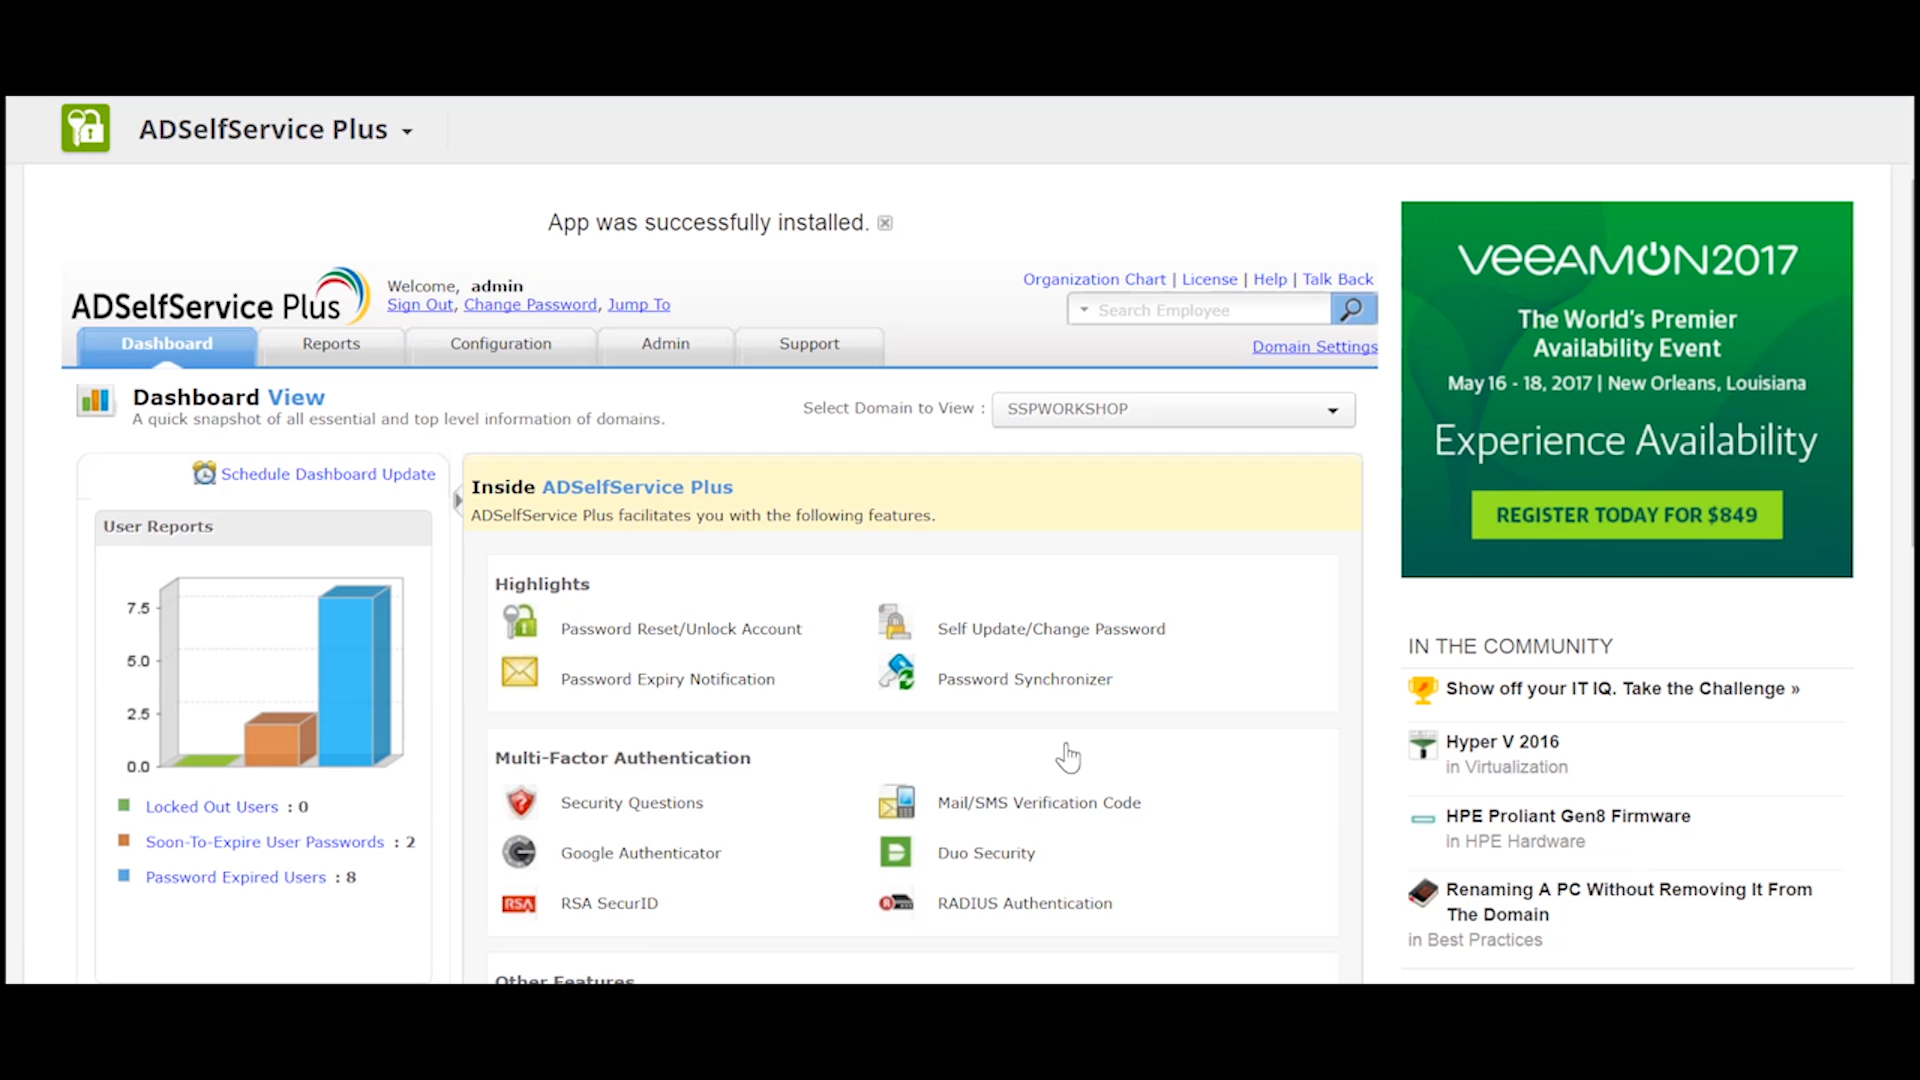 ADSelfService Plus
App was successfully installed.
ADSelfService Plus
Welcome, admin
Sign Out, Change Password, Jump To
Organization Chart | License | Help | Talk Back
Search Employee
Dashboard
Reports
Configuration
Admin
Support
Domain Settings
Dashboard View
A quick snapshot of all essential and top level information of domains.
Select Domain to View :
SSPWORKSHOP
Schedule Dashboard Update
User Reports
7.5
5.0
2.5
0.0
Locked Out Users : 0
Soon-To-Expire User Passwords : 2
Password Expired Users : 8
Inside ADSelfService Plus
ADSelfService Plus facilitates you with the following features.
Highlights
Password Reset/Unlock Account
Self Update/Change Password
Password Expiry Notification
Password Synchronizer
Multi-Factor Authentication
Security Questions
Mail/SMS Verification Code
Google Authenticator
Duo Security
RSA
RSA SecurID
RADIUS Authentication
Other Features
VEEAMON2017
The World's Premier
Availability Event
May 16 - 18, 2017 | New Orleans, Louisiana
Experience Availability
REGISTER TODAY FOR $849
IN THE COMMUNITY
Show off your IT IQ. Take the Challenge »
Hyper V 2016
in Virtualization
HPE Proliant Gen8 Firmware
in HPE Hardware
Renaming A PC Without Removing It From
The Domain
in Best Practices